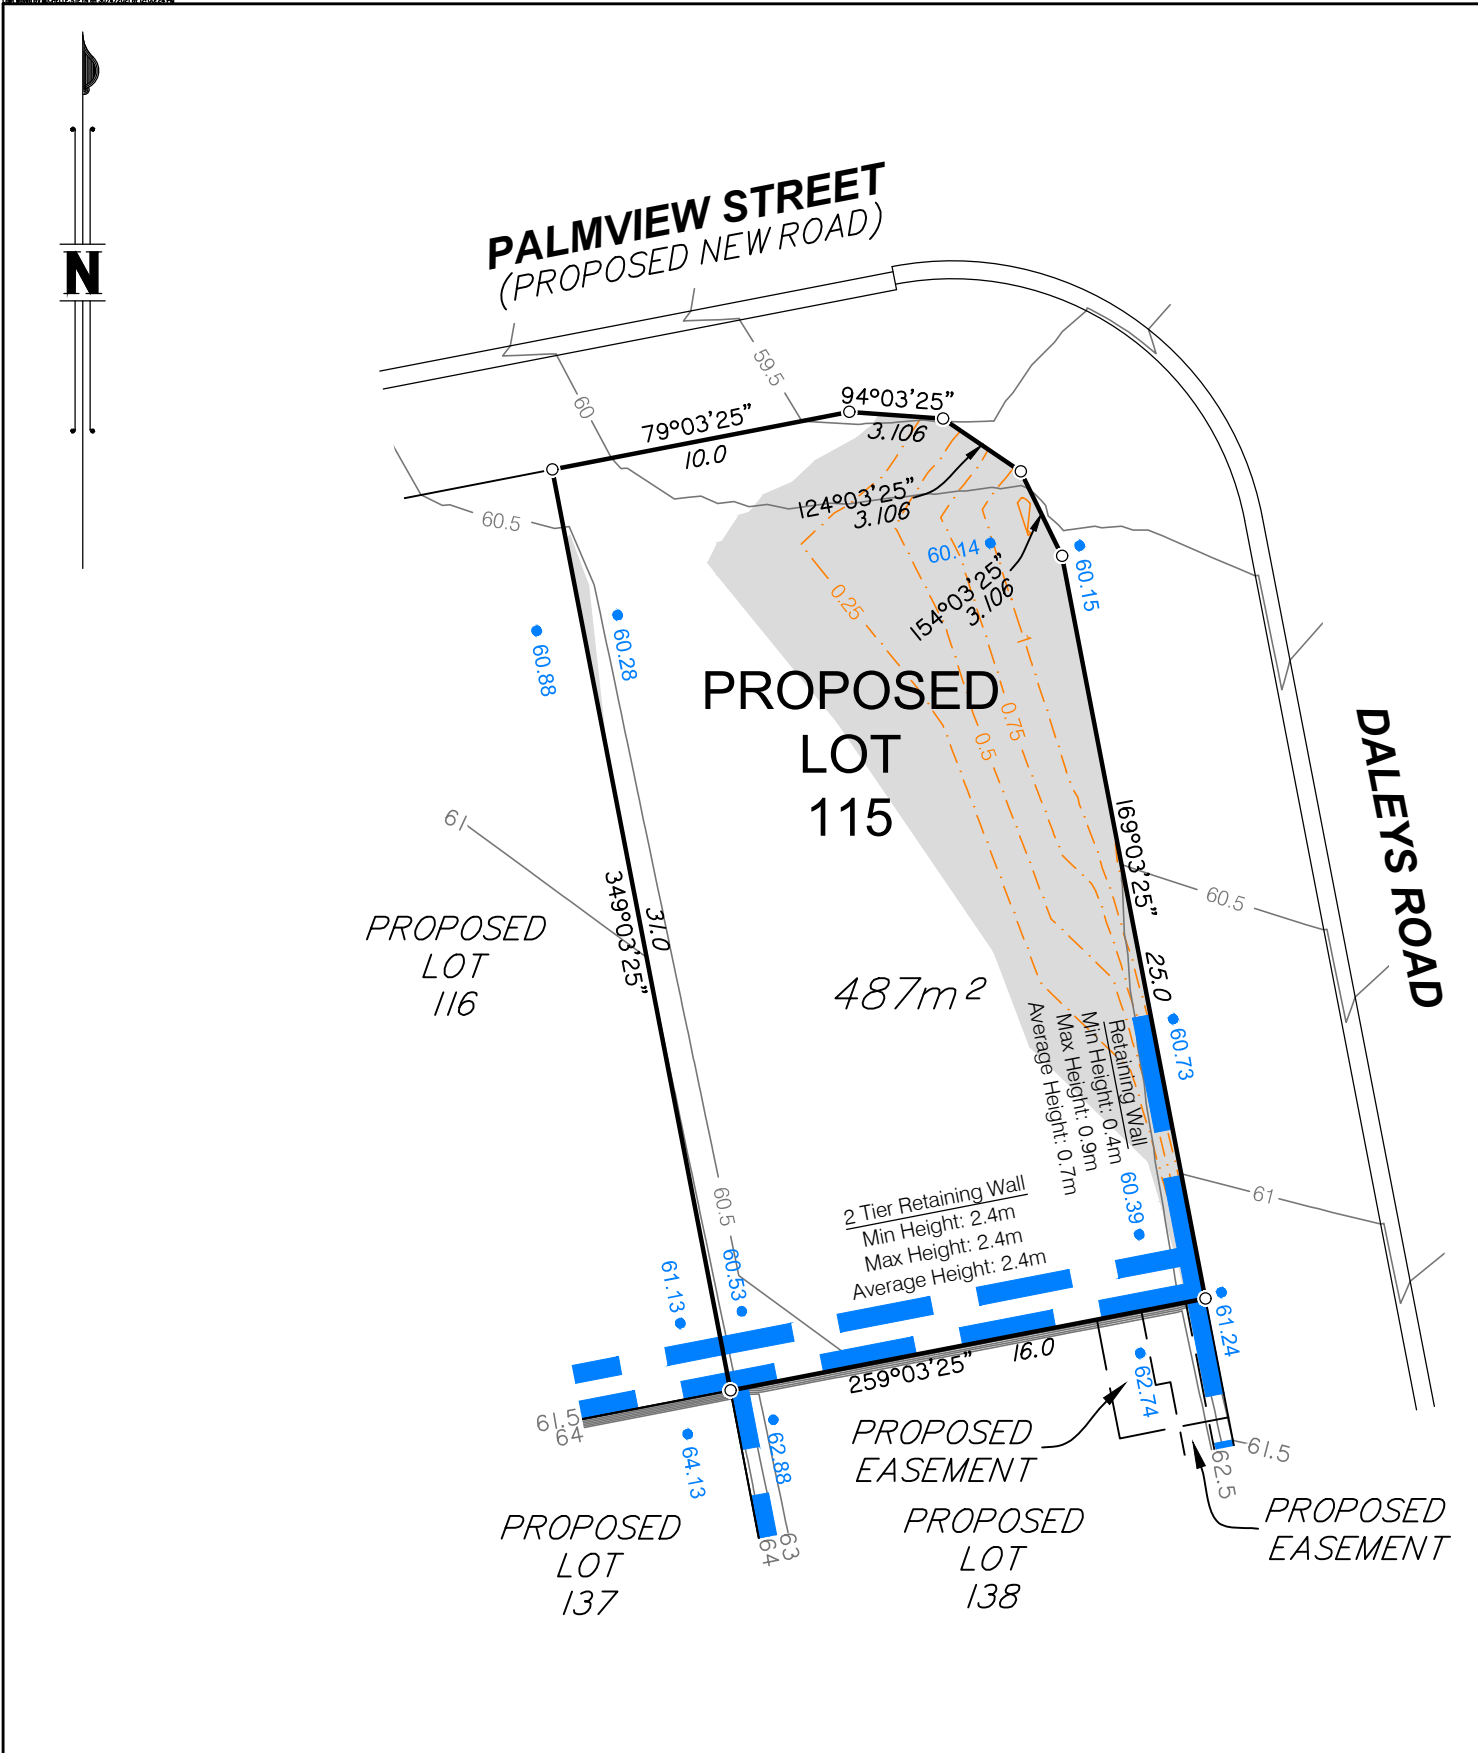 N
PALMVIEW STREET
(PROPOSED NEW ROAD)
59.5
60
94°03'25"
3.106
79°03'25"
10.0
124°03'25"
3.106
60.5
60.14
154°03'25"
3.106
60.15
0.25
60.28
60.88
1
0.75
0.5
PROPOSED
LOT
115
DALEYS ROAD
61
169°03'25"
25.0
60.5
349°03'25"
31.0
PROPOSED
LOT
116
487m²
60.73
Retaining Wall
Min Height: 0.4m
Max Height: 0.9m
Average Height: 0.7m
60.39
61
60.5
2 Tier Retaining Wall
Min Height: 2.4m
Max Height: 2.4m
Average Height: 2.4m
61.13
60.53
61.24
259°03'25"
16.0
62.74
61.5
64
64.13
62.88
PROPOSED
EASEMENT
62.5
61.5
PROPOSED
EASEMENT
PROPOSED
LOT
137
64
63
PROPOSED
LOT
138